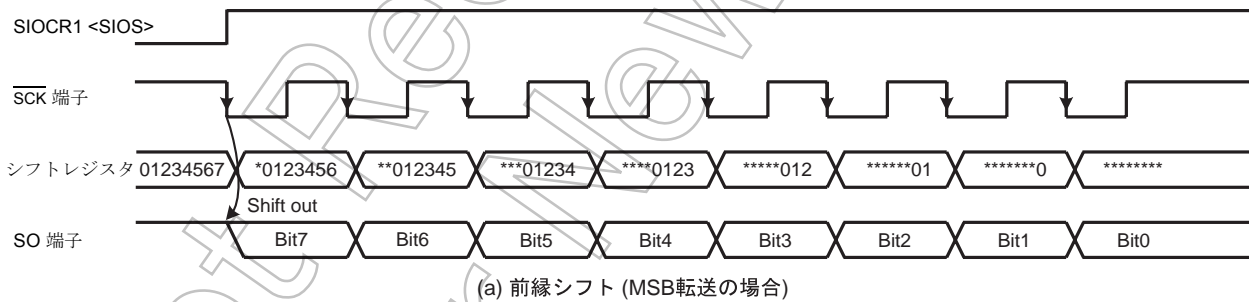 SIOCR1 <SIOS>
SCK 端子
シフトレジスタ 01234567 *0123456 **012345 ***01234 ****0123 *****012 ******01 *******0 ********
Shift out
SO 端子 Bit7 Bit6 Bit5 Bit4 Bit3 Bit2 Bit1 Bit0
(a) 前縁シフト (MSB転送の場合)